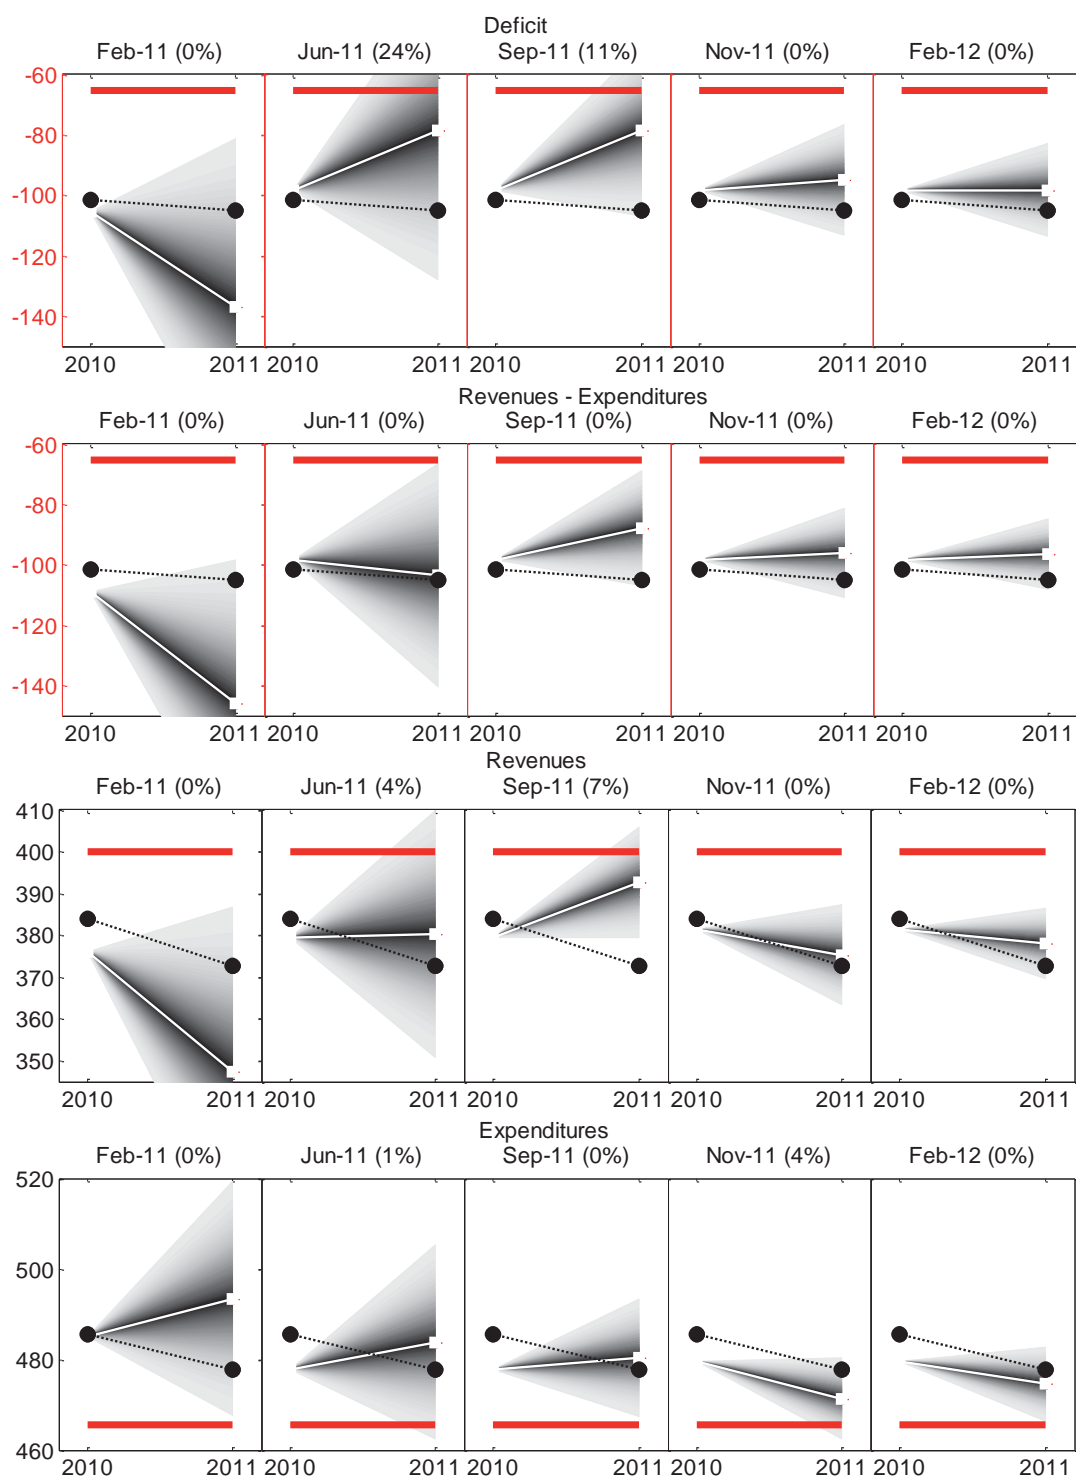 Deficit
Feb-11 (0%) Jun-11 (24%) Sep-11 (11%) Nov-11 (0%) Feb-12 (0%)
-60
-80
-100
-120
-140
2010 2011 2010 2011 2010 2011 2010 2011 2010 2011
Revenues - Expenditures
Feb-11 (0%) Jun-11 (0%) Sep-11 (0%) Nov-11 (0%) Feb-12 (0%)
-60
-80
-100
-120
-140
2010 2011 2010 2011 2010 2011 2010 2011 2010 2011
Revenues
Feb-11 (0%) Jun-11 (4%) Sep-11 (7%) Nov-11 (0%) Feb-12 (0%)
410
400
390
380
370
360
350
2010 2011 2010 2011 2010 2011 2010 2011 2010 2011
Expenditures
Feb-11 (0%) Jun-11 (1%) Sep-11 (0%) Nov-11 (4%) Feb-12 (0%)
520
500
480
460
2010 2011 2010 2011 2010 2011 2010 2011 2010 2011